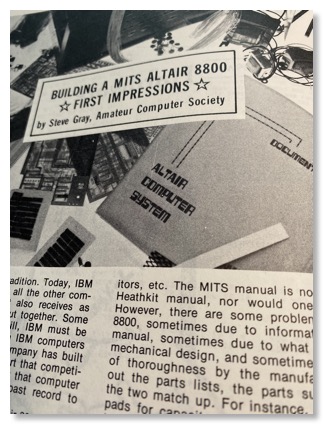 BUILDING A MITS ALTAIR 8800
☆ FIRST IMPRESSIONS ☆
by Steve Gray, Amateur Computer Society
DOCUMENT
ALTAIR
COMPUTER
SYSTEM
adition. Today, IBM
all the other com-
also receives as
ut together. Some
ill, IBM must be
IBM computers
mpany has built
rt that competi-
that computer
past record to
itors, etc. The MITS manual is no
Heathkit manual, nor would one
However, there are some problem
8800, sometimes due to informat
manual, sometimes due to what
mechanical design, and sometime
of thoroughness by the manufa
out the parts lists, the parts su
the two match up. For instance,
pads for